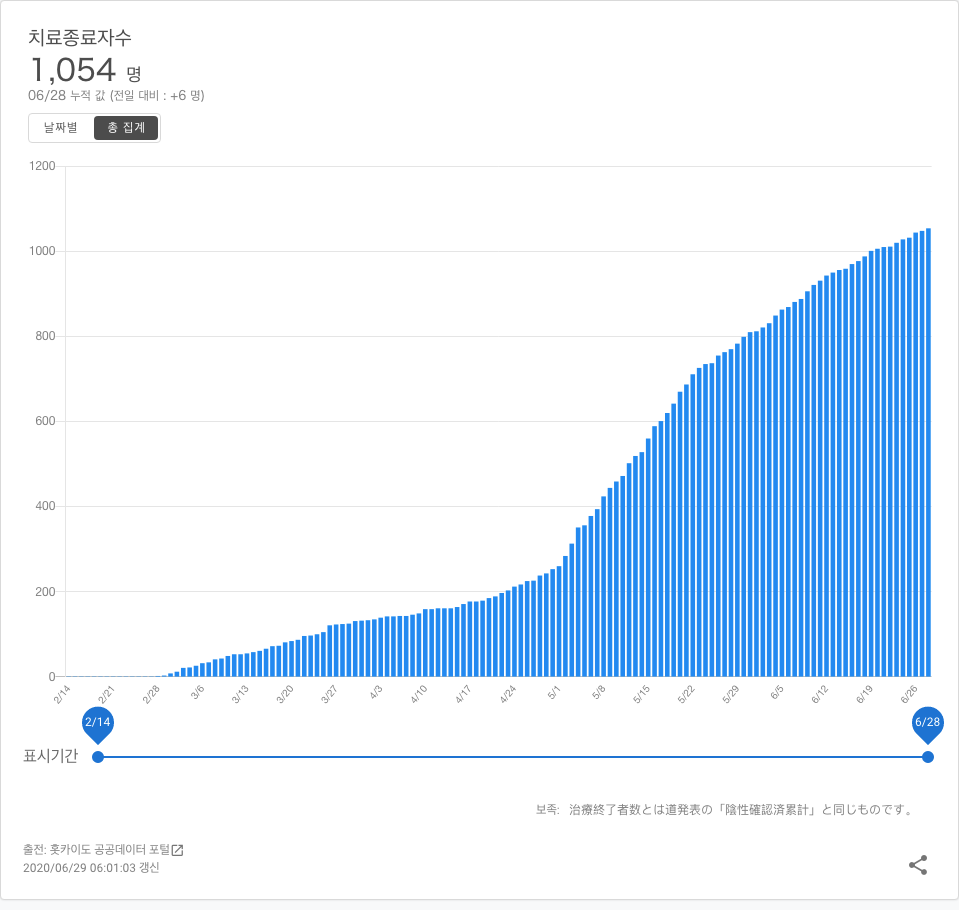 치료종료자수
1,054 명
06/28 누적 값 (전일 대비 : +6 명)
날짜별 총 집계
1200
1000
800
600
400
200
0
2/14 2/21 2/28 3/6 3/13 3/20 3/27 4/3 4/10 4/17 4/24 5/1 5/8 5/15 5/22 5/29 6/5 6/12 6/19 6/26
2/14 6/28
표시기간
보족: 治療終了者数とは道発表の「陰性確認済累計」と同じものです。
출전: 홋카이도 공공데이터 포털
2020/06/29 06:01:03 갱신